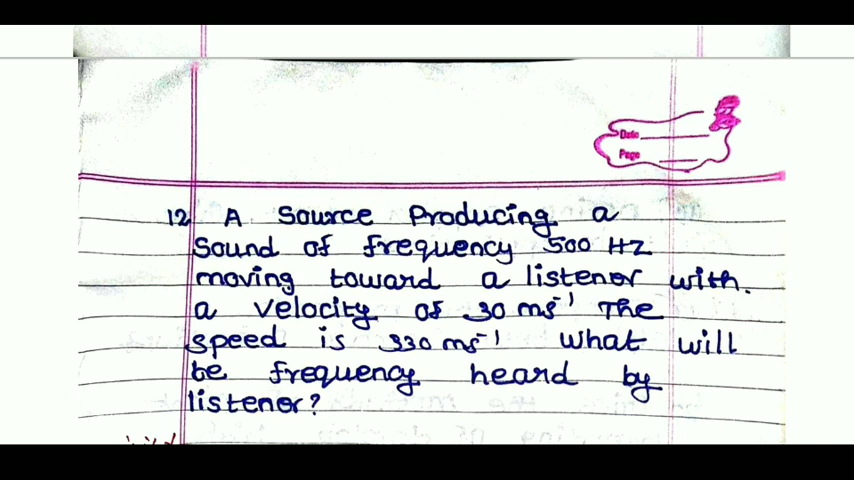 Date
Page
12 A Source Producing a
Sound of frequency 500 Hz
moving toward a listener with.
a velocity of 30 ms⁻¹ The
speed is 330 ms⁻¹ what will
be frequency heard by
listener?